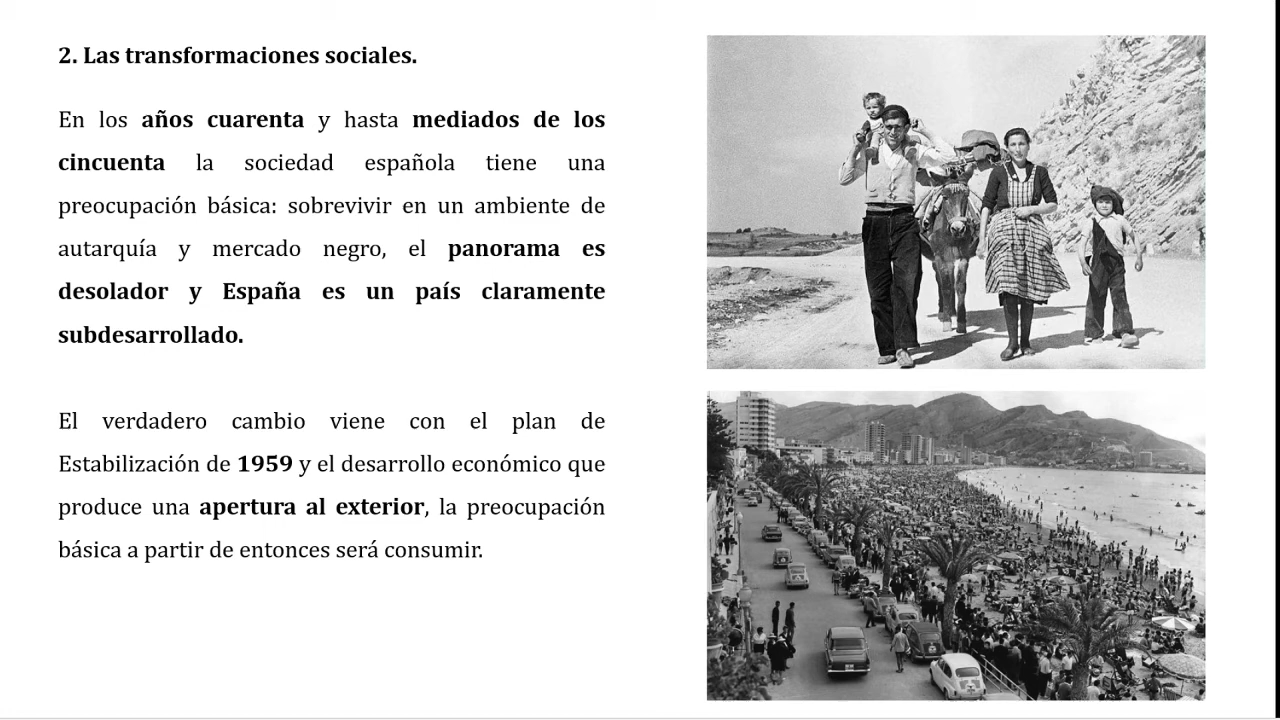 2. Las transformaciones sociales.
En los años cuarenta y hasta mediados de los
cincuenta la sociedad española tiene una
preocupación básica: sobrevivir en un ambiente de
autarquía y mercado negro, el panorama es
desolador y España es un país claramente
subdesarrollado.
El verdadero cambio viene con el plan de
Estabilización de 1959 y el desarrollo económico que
produce una apertura al exterior, la preocupación
básica a partir de entonces será consumir.